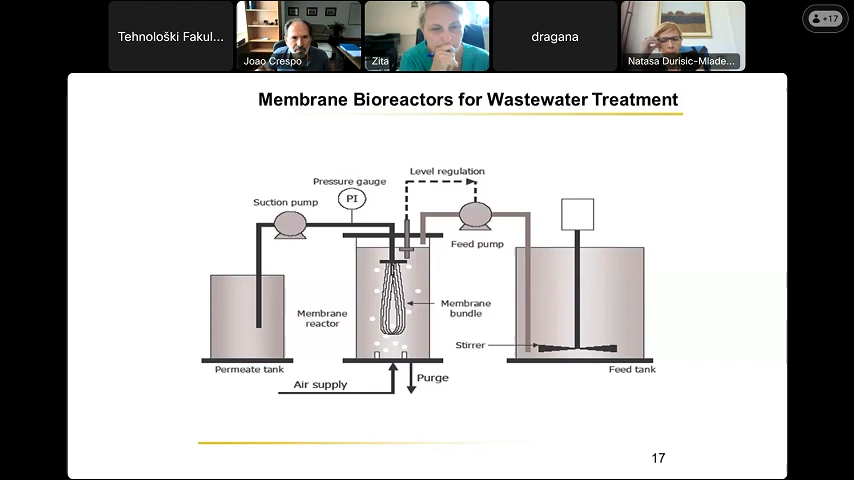 Tehnološki Fakul...
Joao Crespo
Zita
dragana
Natasa Durisic-Mlade...
+17
Membrane Bioreactors for Wastewater Treatment
Level regulation
Pressure gauge
PI
Suction pump
Feed pump
Membrane
reactor
Membrane
bundle
Stirrer
Permeate tank
Feed tank
Air supply
Purge
17